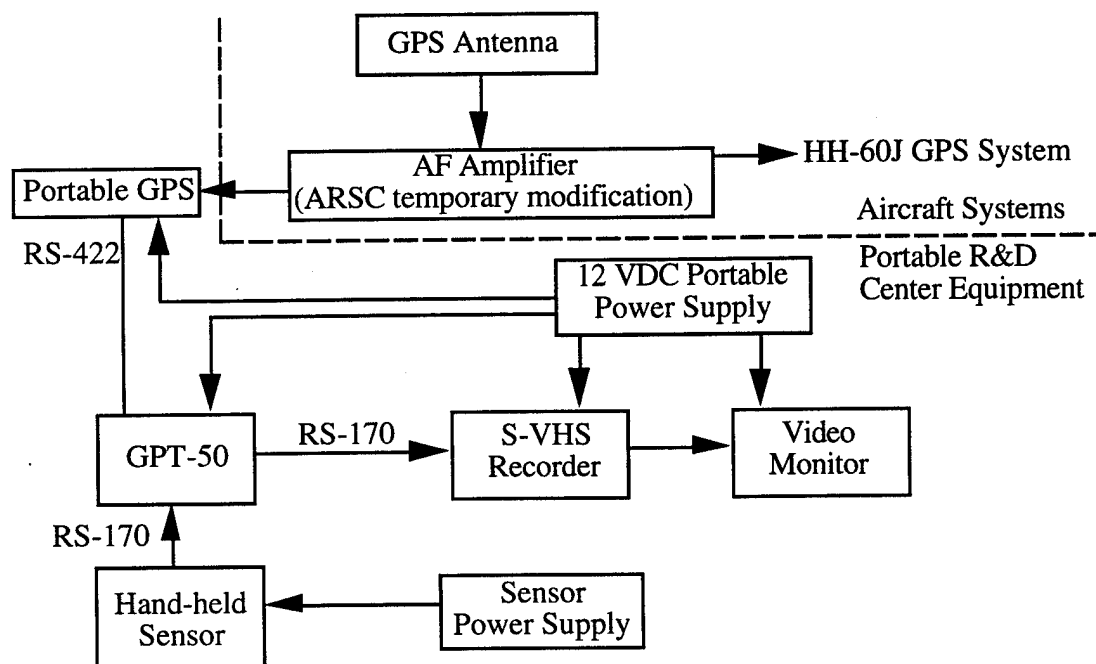 GPS Antenna
AF Amplifier
(ARSC temporary modification)
HH-60J GPS System
Portable GPS
Aircraft Systems
RS-422
Portable R&D
Center Equipment
12 VDC Portable
Power Supply
GPT-50
RS-170
S-VHS
Recorder
Video
Monitor
RS-170
Hand-held
Sensor
Sensor
Power Supply